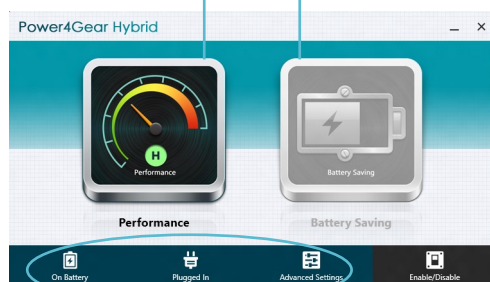 Power4Gear Hybrid
H
Performance
Battery Saving
Performance
Battery Saving
On Battery
Plugged In
Advanced Settings
Enable/Disable